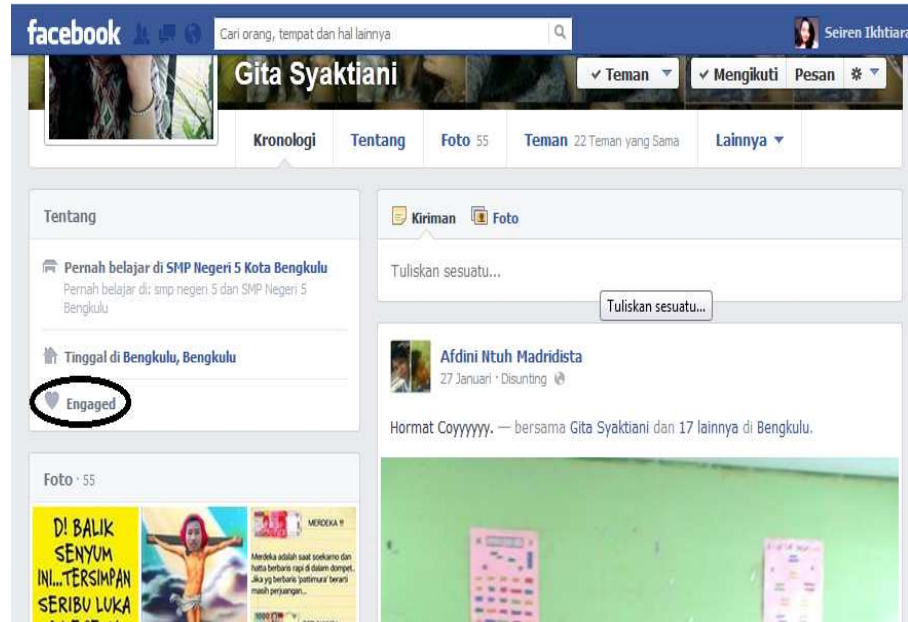 facebook
Cari orang, tempat dan hal lainnya
Seiren Ikhtiara
Gita Syaktiani
Teman
Mengikuti
Pesan
Kronologi
Tentang
Foto 55
Teman 22 Teman yang Sama
Lainnya
Tentang
Pernah belajar di SMP Negeri 5 Kota Bengkulu
Pernah belajar di: smp negeri 5 dan SMP Negeri 5
Bengkulu
Tinggal di Bengkulu, Bengkulu
Engaged
Foto · 55
D! BALIK
SENYUM
INI...TERSIMPAN
SERIBU LUKA
MERDEKA !!
Merdeka adalah saat soekarno dan
hatta berbaris rapi di dalam dompet.
Jika yg berbaris 'pattimura' berarti
masih perjuangan...
Kiriman
Foto
Tuliskan sesuatu...
Tuliskan sesuatu...
Afdini Ntuh Madridista
27 Januari · Disunting
Hormat Coyyyyyy. — bersama Gita Syaktiani dan 17 lainnya di Bengkulu.